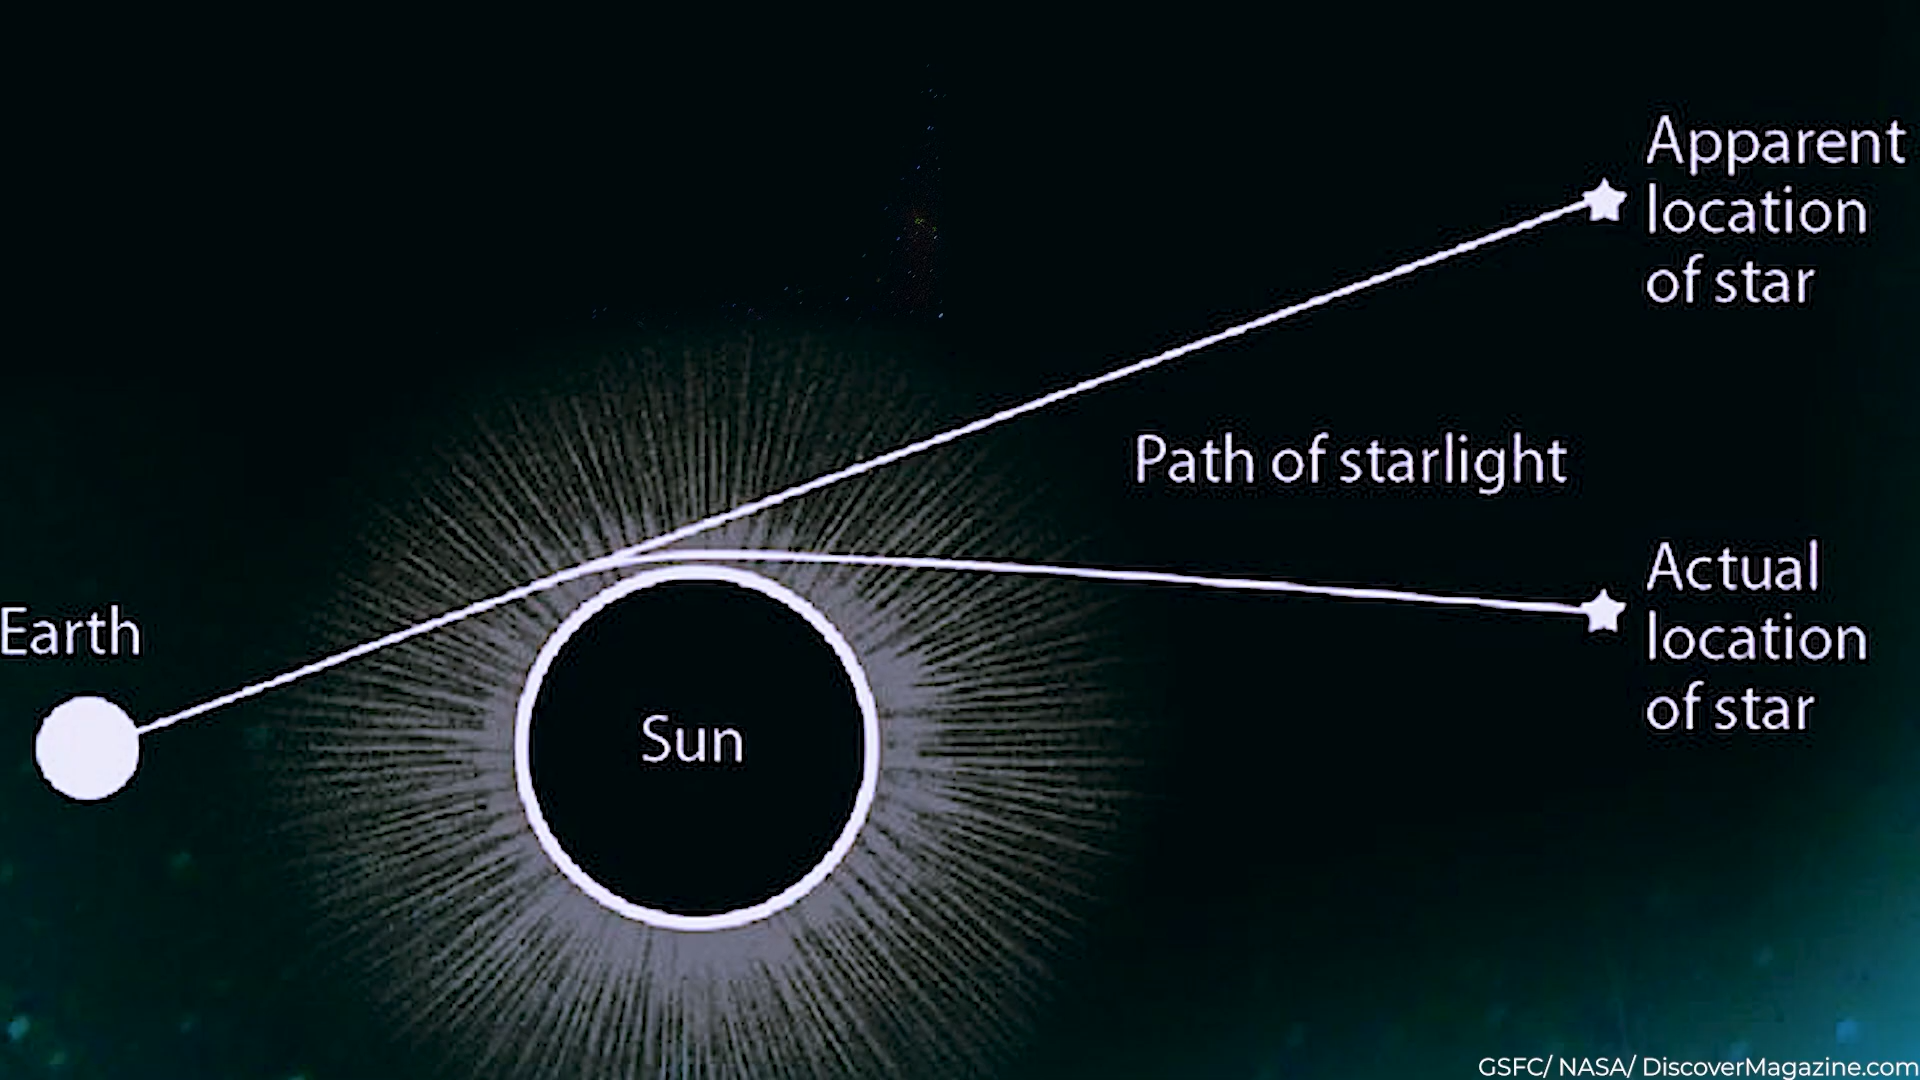 Apparent
location
of star
Path of starlight
Actual
location
of star
Earth
Sun
GSFC/ NASA/ DiscoverMagazine.com